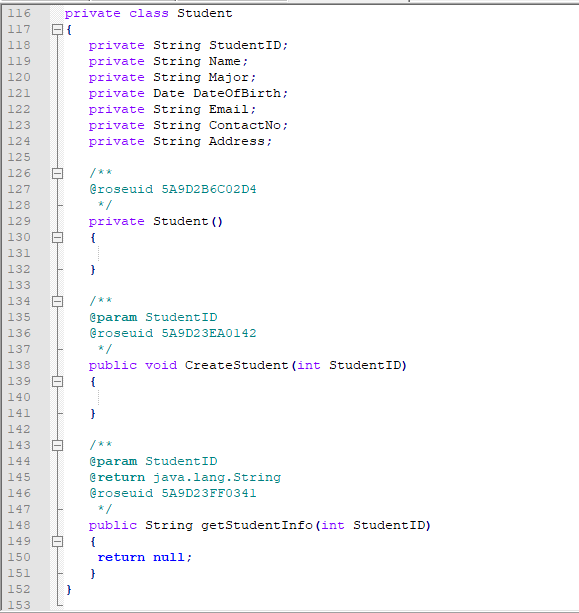 116 private class Student
117 {
118 private String StudentID;
119 private String Name;
120 private String Major;
121 private Date DateOfBirth;
122 private String Email;
123 private String ContactNo;
124 private String Address;
125
126 /**
127 @roseuid 5A9D2B6C02D4
128 */
129 private Student()
130 {
131
132 }
133
134 /**
135 @param StudentID
136 @roseuid 5A9D23EA0142
137 */
138 public void CreateStudent(int StudentID)
139 {
140
141 }
142
143 /**
144 @param StudentID
145 @return java.lang.String
146 @roseuid 5A9D23FF0341
147 */
148 public String getStudentInfo(int StudentID)
149 {
150 return null;
151 }
152 }
153